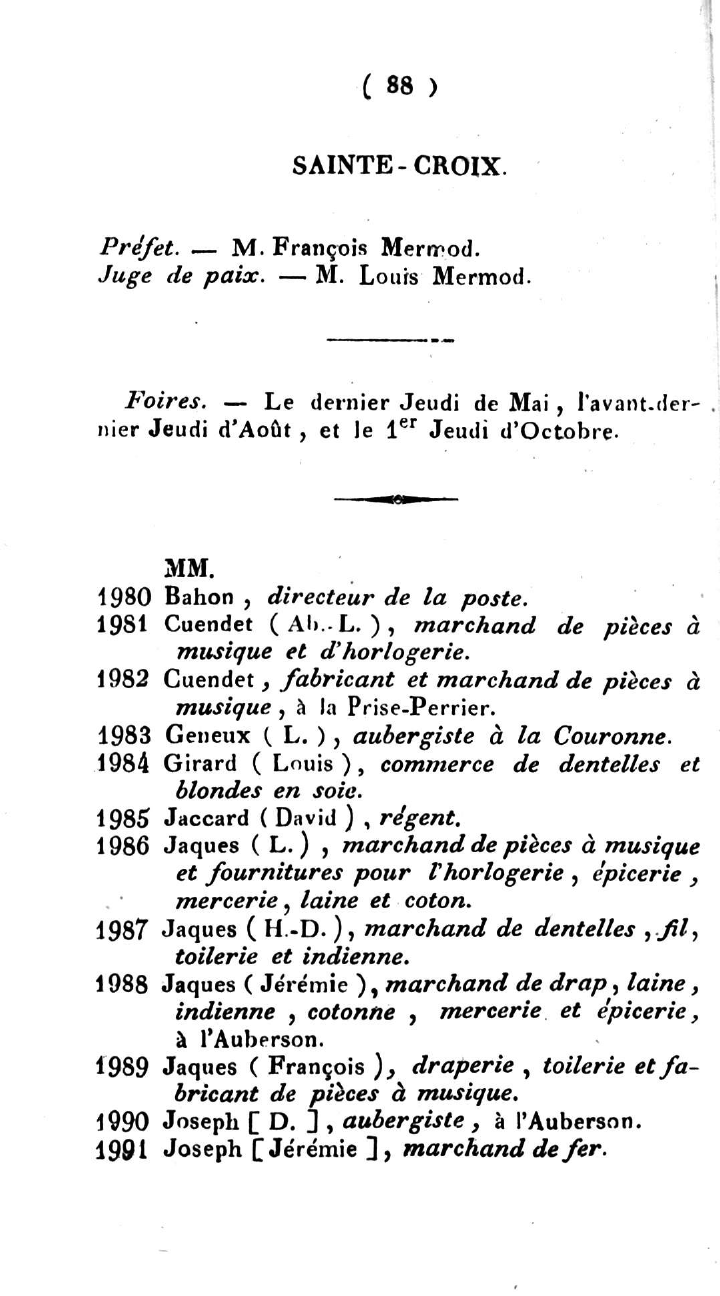 ( 88 )
SAINTE-CROIX.
Préfet. — M. François Mermod.
Juge de paix. — M. Louis Mermod.
Foires. — Le dernier Jeudi de Mai, l'avant-der-
nier Jeudi d'Août, et le 1er Jeudi d'Octobre.
MM.
1980 Bahon, directeur de la poste.
1981 Cuendet ( Ab.-L. ), marchand de pièces à
musique et d'horlogerie.
1982 Cuendet, fabricant et marchand de pièces à
musique, à la Prise-Perrier.
1983 Geneux ( L. ), aubergiste à la Couronne.
1984 Girard ( Louis ), commerce de dentelles et
blondes en soie.
1985 Jaccard ( David ), régent.
1986 Jaques ( L. ), marchand de pièces à musique
et fournitures pour l'horlogerie, épicerie,
mercerie, laine et coton.
1987 Jaques ( H.-D. ), marchand de dentelles, fil,
toilerie et indienne.
1988 Jaques ( Jérémie ), marchand de drap, laine,
indienne, cotonne, mercerie et épicerie,
à l'Auberson.
1989 Jaques ( François ), draperie, toilerie et fa-
bricant de pièces à musique.
1990 Joseph [ D. ], aubergiste, à l'Auberson.
1991 Joseph [ Jérémie ], marchand de fer.